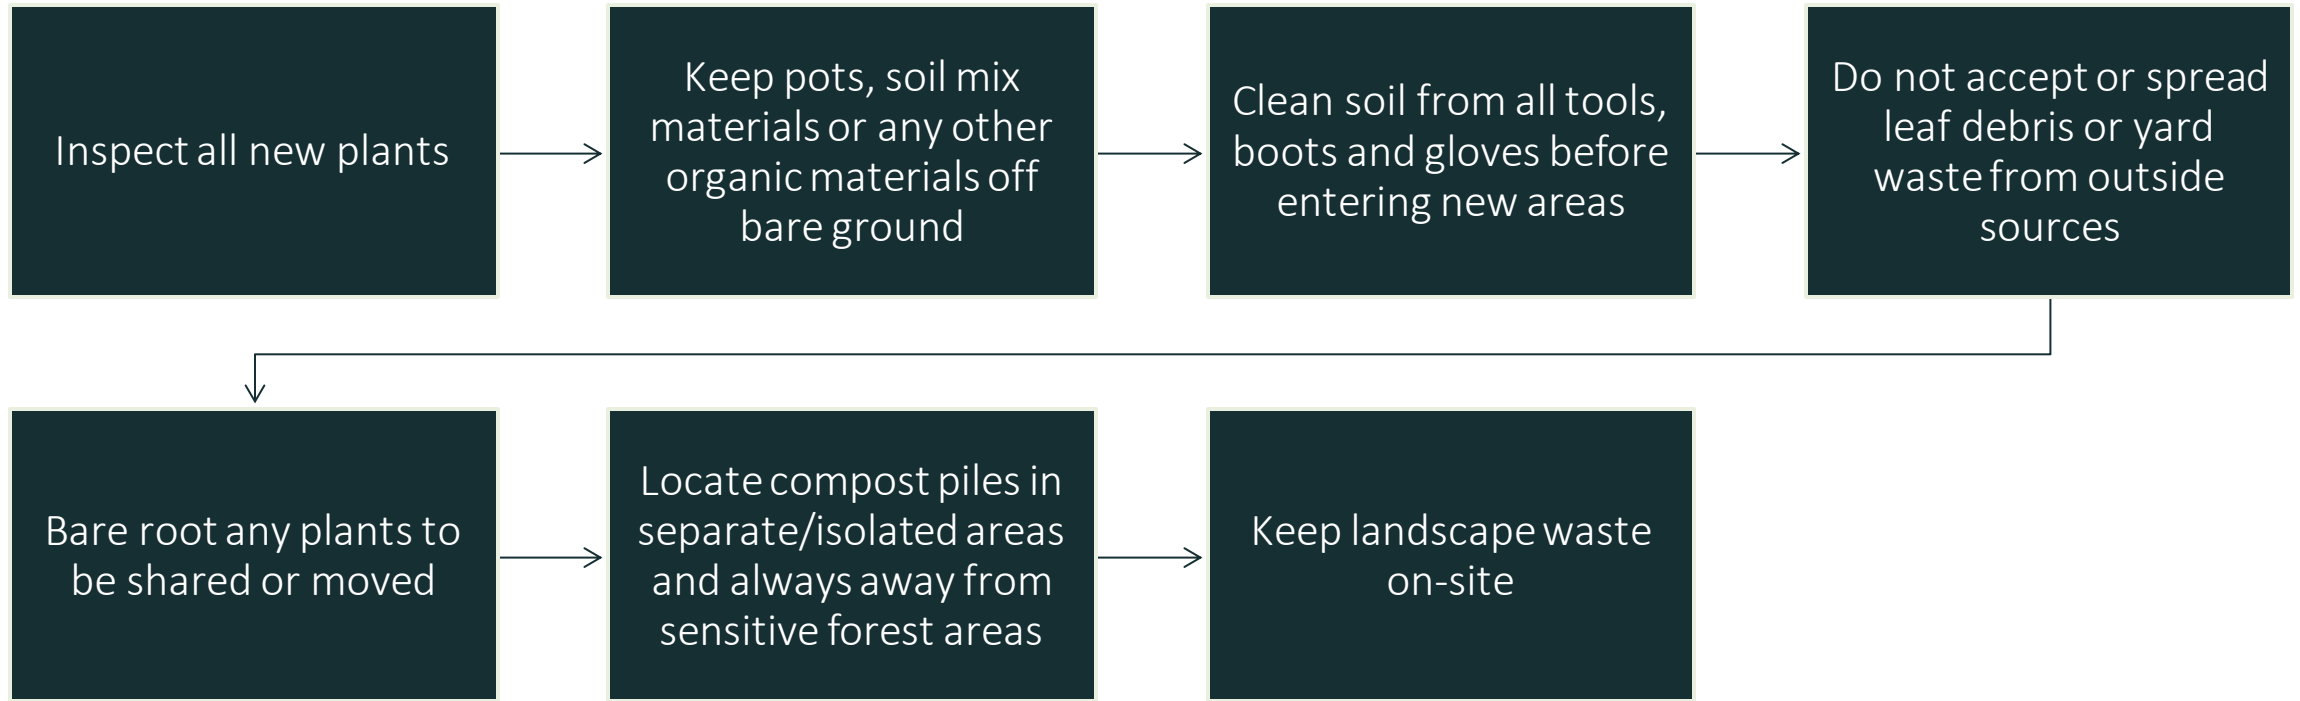 Inspect all new plants
Keep pots, soil mix
materials or any other
organic materials off
bare ground
Clean soil from all tools,
boots and gloves before
entering new areas
Do not accept or spread
leaf debris or yard
waste from outside
sources
Bare root any plants to
be shared or moved
Locate compost piles in
separate/isolated areas
and always away from
sensitive forest areas
Keep landscape waste
on-site